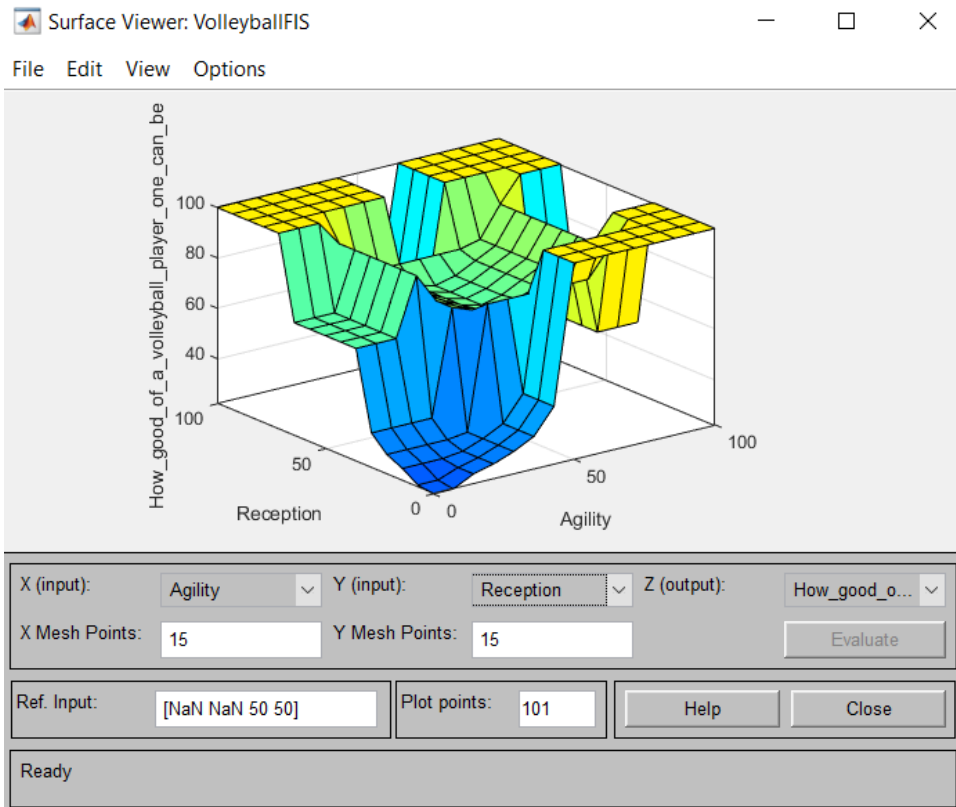 Surface Viewer: VolleyballFIS
File Edit View Options
How_good_of_a_volleyball_player_one_can_be
100
80
60
40
100
50
0
Reception
0
50
100
Agility
X (input): Agility Y (input): Reception Z (output): How_good_o...
X Mesh Points: 15 Y Mesh Points: 15 Evaluate
Ref. Input: [NaN NaN 50 50] Plot points: 101 Help Close
Ready